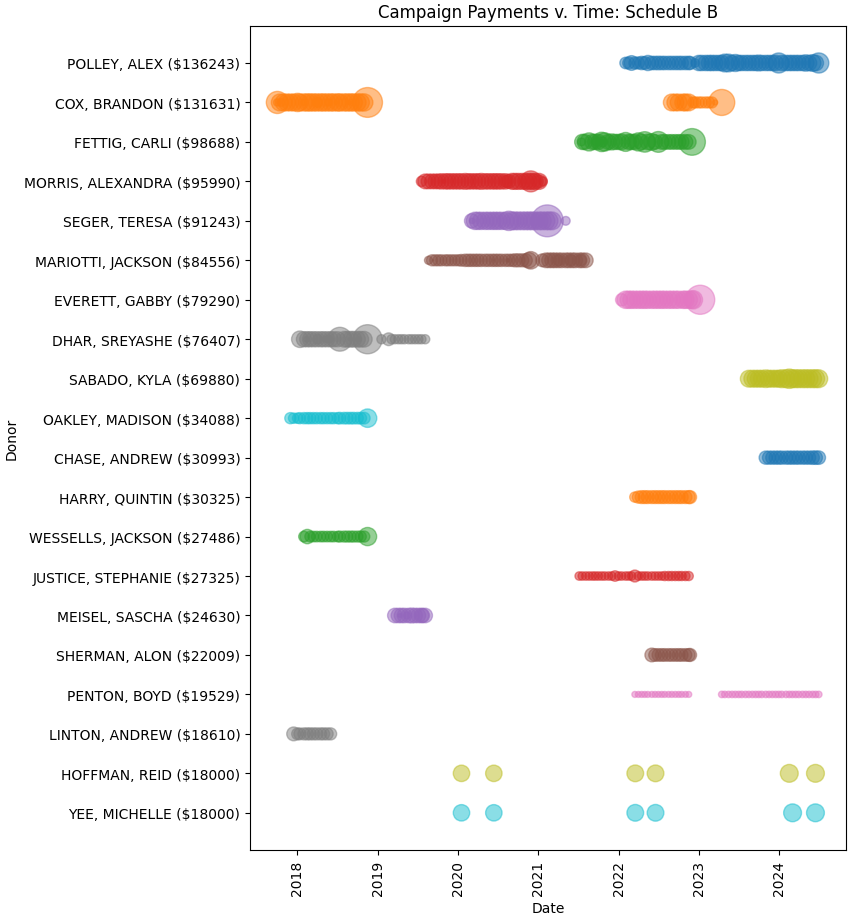 Campaign Payments v. Time: Schedule B
POLLEY, ALEX ($136243)
COX, BRANDON ($131631)
FETTIG, CARLI ($98688)
MORRIS, ALEXANDRA ($95990)
SEGER, TERESA ($91243)
MARIOTTI, JACKSON ($84556)
EVERETT, GABBY ($79290)
DHAR, SREYASHE ($76407)
SABADO, KYLA ($69880)
OAKLEY, MADISON ($34088)
CHASE, ANDREW ($30993)
HARRY, QUINTIN ($30325)
WESSELLS, JACKSON ($27486)
JUSTICE, STEPHANIE ($27325)
MEISEL, SASCHA ($24630)
SHERMAN, ALON ($22009)
PENTON, BOYD ($19529)
LINTON, ANDREW ($18610)
HOFFMAN, REID ($18000)
YEE, MICHELLE ($18000)
Donor
2018 2019 2020 2021 2022 2023 2024
Date